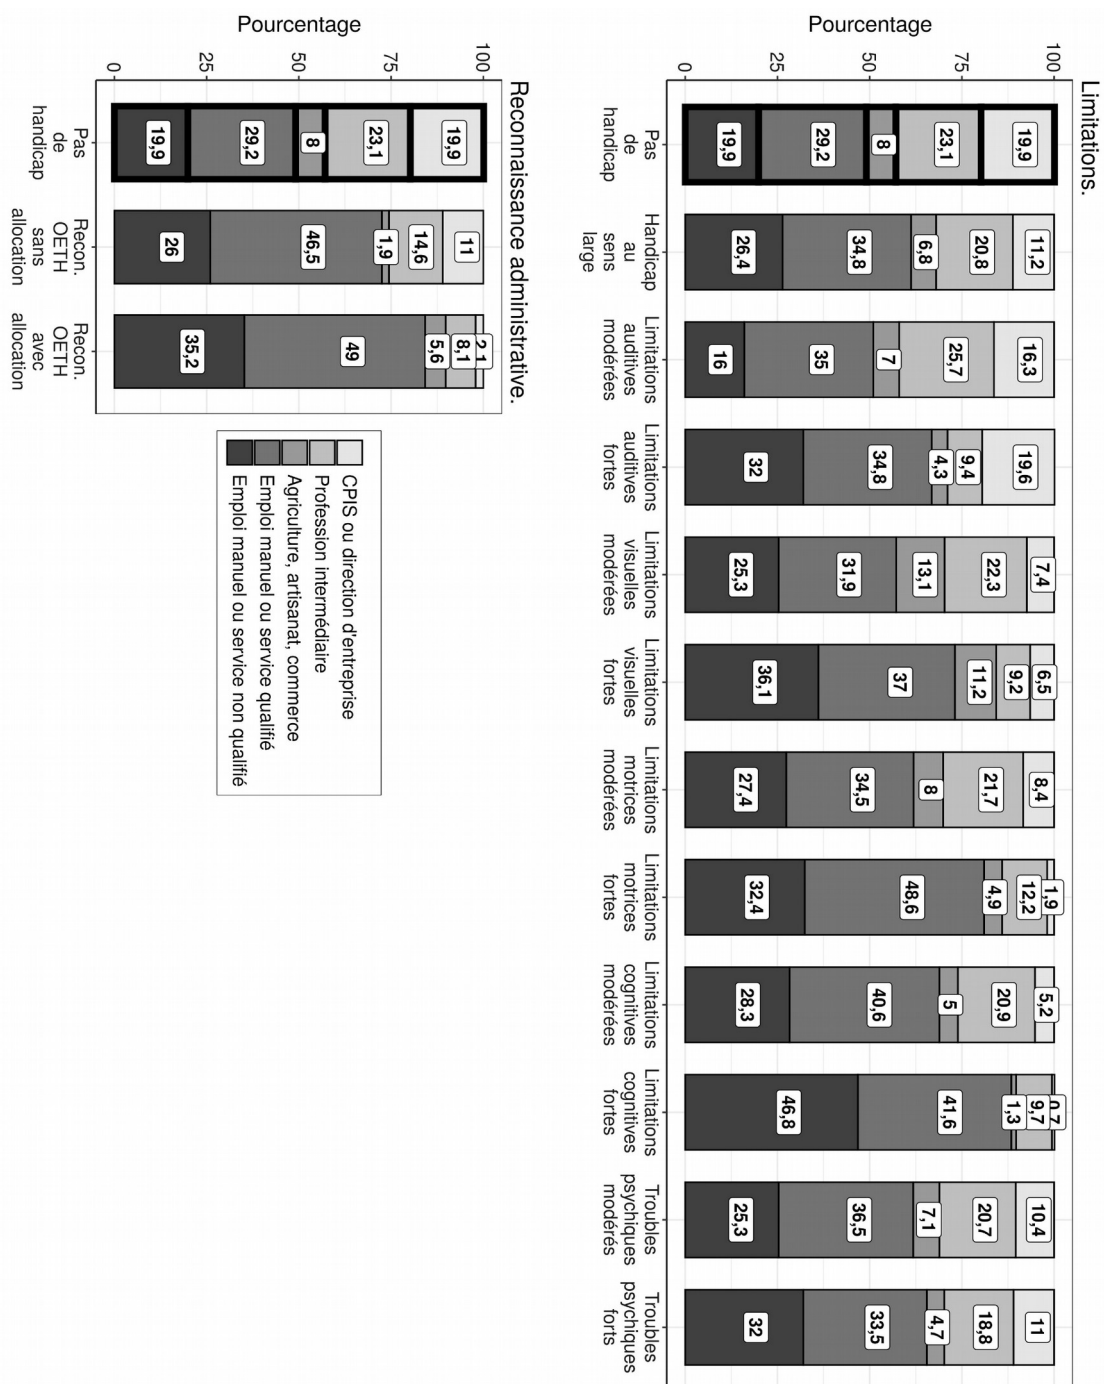 Limitations.
Pourcentage
100
75
50
25
0
19,9
23,1
8
29,2
19,9
Pas
de
handicap
11,2
20,8
6,8
34,8
26,4
Handicap
au
sens
large
16,3
25,7
7
35
16
Limitations
auditives
modérées
19,6
9,4
4,3
34,8
32
Limitations
auditives
fortes
7,4
22,3
13,1
31,9
25,3
Limitations
visuelles
modérées
6,5
9,2
11,2
37
36,1
Limitations
visuelles
fortes
8,4
21,7
8
34,5
27,4
Limitations
motrices
modérées
1,9
12,2
4,9
48,6
32,4
Limitations
motrices
fortes
5,2
20,9
5
40,6
28,3
Limitations
cognitives
modérées
0,7
9,7
1,3
41,6
46,8
Limitations
cognitives
fortes
10,4
20,7
7,1
36,5
25,3
Troubles
psychiques
modérés
11
18,8
4,7
33,5
32
Troubles
psychiques
forts
Reconnaissance administrative.
Pourcentage
100
75
50
25
0
19,9
23,1
8
29,2
19,9
Pas
de
handicap
11
14,6
1,9
46,5
26
Recon.
OETH
sans
allocation
2,1
8,1
5,6
49
35,2
Recon.
OETH
avec
allocation
CPIS ou direction d'entreprise
Profession intermédiaire
Agriculture, artisanat, commerce
Emploi manuel ou service qualifié
Emploi manuel ou service non qualifié